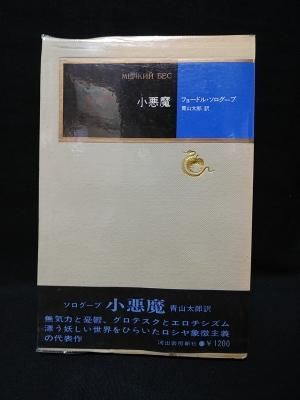 МЕЛКИЙ БЕС
小悪魔
フョードル・ソログープ
青山太郎 訳
ソログープ 小悪魔 青山太郎訳
無気力と憂鬱、グロテスクとエロチシズム
漂う妖しい世界をひらいたロシヤ象徴主義
の代表作
河出書房新社●¥1200